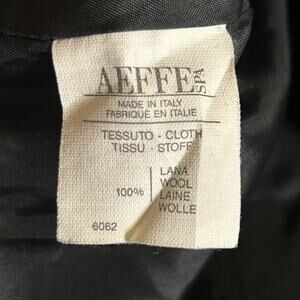 AEFFE SPA
MADE IN ITALY
FABRIQUÉ EN ITALIE
TESSUTO - CLOTH
TISSU - STOFF
100%
LANA
WOOL
LAINE
WOLLE
6062